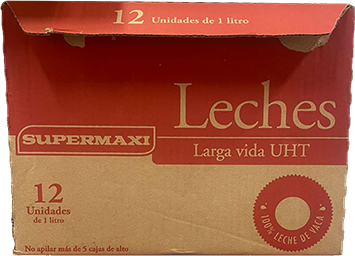 12 Unidades de 1 litro
Leches
SUPERMAXI
Larga vida UHT
12
Unidades
de 1 litro
100% LECHE DE VACA
No apilar más de 5 cajas de alto